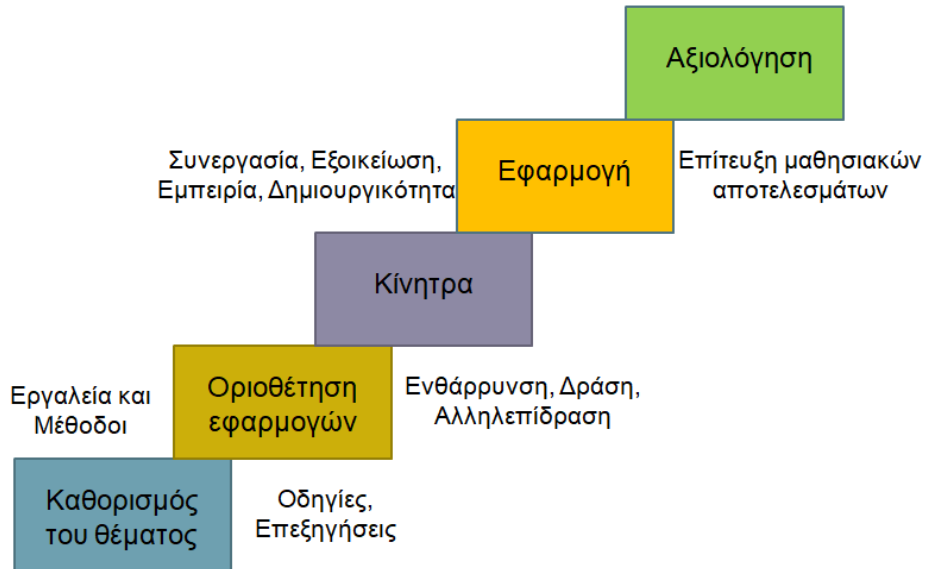 Αξιολόγηση
Συνεργασία, Εξοικείωση,
Εμπειρία, Δημιουργικότητα
Εφαρμογή
Επίτευξη μαθησιακών
αποτελεσμάτων
Κίνητρα
Εργαλεία και
Μέθοδοι
Οριοθέτηση
εφαρμογών
Ενθάρρυνση, Δράση,
Αλληλεπίδραση
Καθορισμός
του θέματος
Οδηγίες,
Επεξηγήσεις